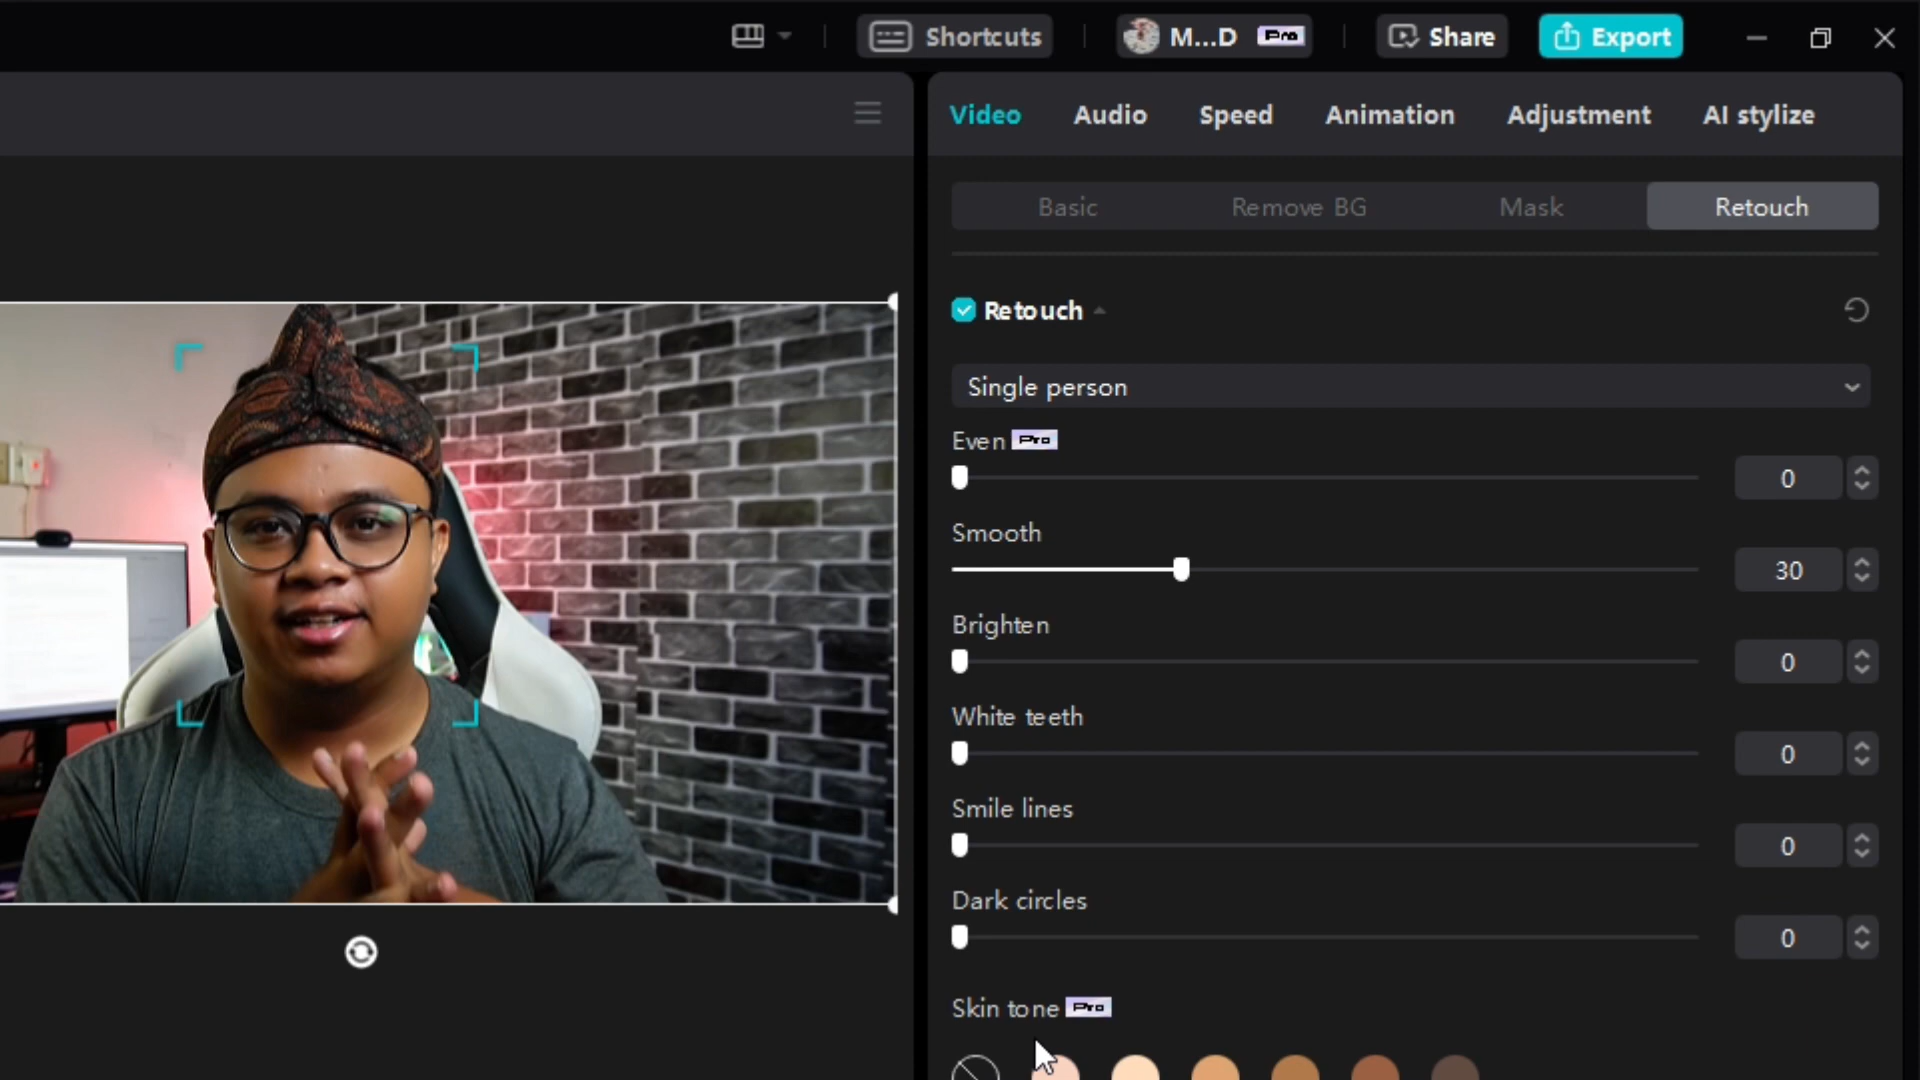 Shortcuts
M...D Pro
Share
Export
Video Audio Speed Animation Adjustment AI stylize
Basic Remove BG Mask Retouch
Retouch
Single person
Even Pro
0
Smooth
30
Brighten
0
White teeth
0
Smile lines
0
Dark circles
0
Skin tone Pro